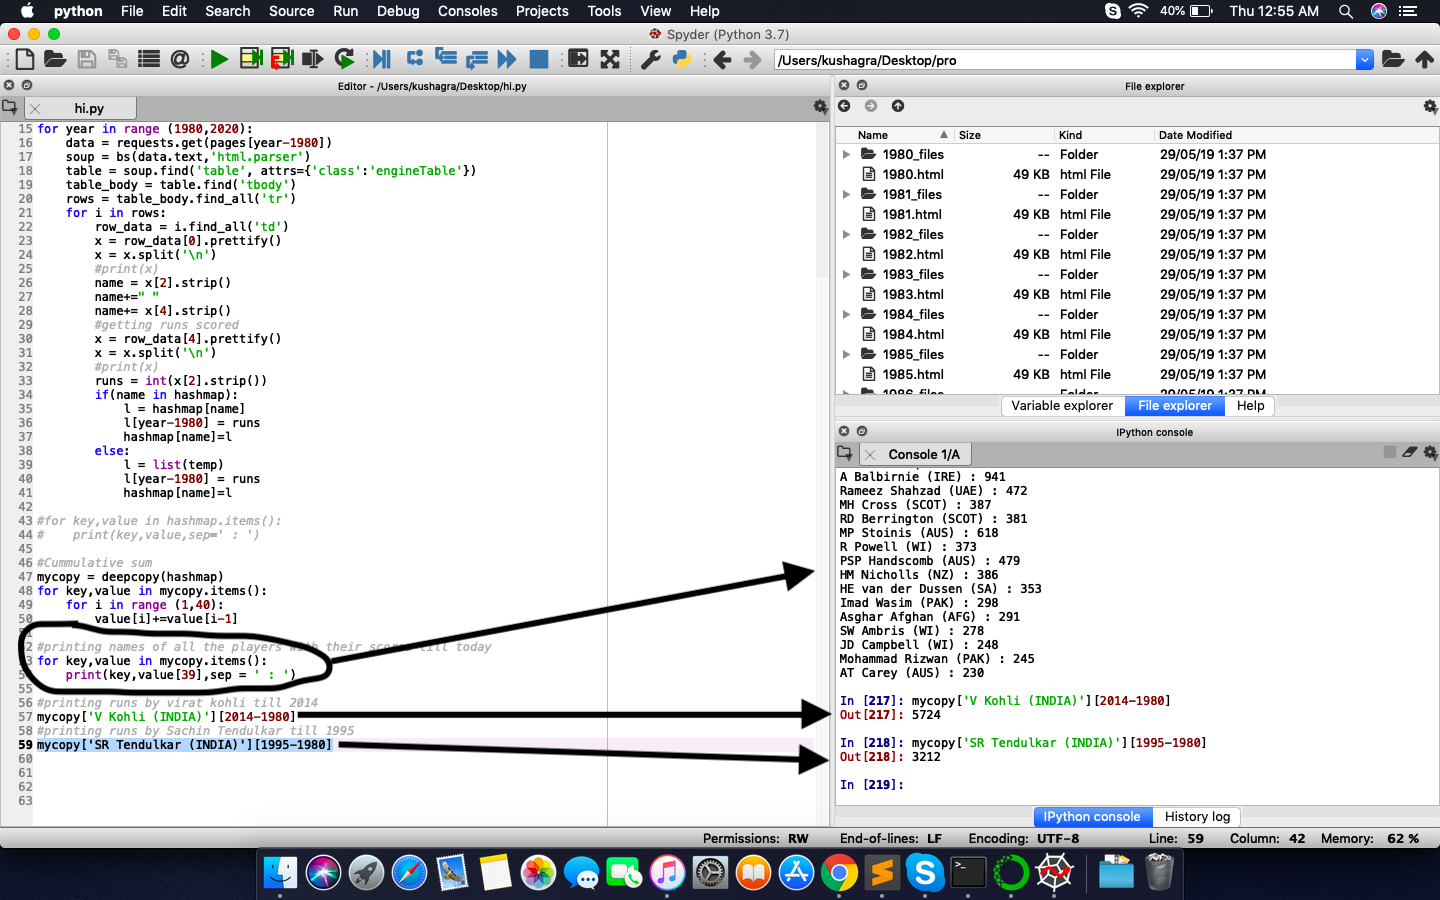 python File Edit Search Source Run Debug Consoles Projects Tools View Help 40% Thu 12:55 AM
Spyder (Python 3.7)
/Users/kushagra/Desktop/pro
Editor - /Users/kushagra/Desktop/hi.py
hi.py
15 for year in range (1980,2020):
16 data = requests.get(pages[year-1980])
17 soup = bs(data.text,'html.parser')
18 table = soup.find('table', attrs={'class':'engineTable'})
19 table_body = table.find('tbody')
20 rows = table_body.find_all('tr')
21 for i in rows:
22 row_data = i.find_all('td')
23 x = row_data[0].prettify()
24 x = x.split('\n')
25 #print(x)
26 name = x[2].strip()
27 name+=" "
28 name+= x[4].strip()
29 #getting runs scored
30 x = row_data[4].prettify()
31 x = x.split('\n')
32 #print(x)
33 runs = int(x[2].strip())
34 if(name in hashmap):
35 l = hashmap[name]
36 l[year-1980] = runs
37 hashmap[name]=l
38 else:
39 l = list(temp)
40 l[year-1980] = runs
41 hashmap[name]=l
42
43 #for key,value in hashmap.items():
44 # print(key,value,sep=' : ')
45
46 #Cummulative sum
47 mycopy = deepcopy(hashmap)
48 for key,value in mycopy.items():
49 for i in range (1,40):
50 value[i]+=value[i-1]
#printing names of all the players with their scores till today
for key,value in mycopy.items():
print(key,value[39],sep = ' : ')
55
56 #printing runs by virat kohli till 2014
57 mycopy['V Kohli (INDIA)'][2014-1980]
58 #printing runs by Sachin Tendulkar till 1995
59 mycopy['SR Tendulkar (INDIA)'][1995-1980]
60
61
62
63
File explorer
Name Size Kind Date Modified
1980_files -- Folder 29/05/19 1:37 PM
1980.html 49 KB html File 29/05/19 1:37 PM
1981_files -- Folder 29/05/19 1:37 PM
1981.html 49 KB html File 29/05/19 1:37 PM
1982_files -- Folder 29/05/19 1:37 PM
1982.html 49 KB html File 29/05/19 1:37 PM
1983_files -- Folder 29/05/19 1:37 PM
1983.html 49 KB html File 29/05/19 1:37 PM
1984_files -- Folder 29/05/19 1:37 PM
1984.html 49 KB html File 29/05/19 1:37 PM
1985_files -- Folder 29/05/19 1:37 PM
1985.html 49 KB html File 29/05/19 1:37 PM
Variable explorer File explorer Help
IPython console
Console 1/A
A Balbirnie (IRE) : 941
Rameez Shahzad (UAE) : 472
MH Cross (SCOT) : 387
RD Berrington (SCOT) : 381
MP Stoinis (AUS) : 618
R Powell (WI) : 373
PSP Handscomb (AUS) : 479
HM Nicholls (NZ) : 386
HE van der Dussen (SA) : 353
Imad Wasim (PAK) : 298
Asghar Afghan (AFG) : 291
SW Ambris (WI) : 278
JD Campbell (WI) : 248
Mohammad Rizwan (PAK) : 245
AT Carey (AUS) : 230
In [217]: mycopy['V Kohli (INDIA)'][2014-1980]
Out[217]: 5724
In [218]: mycopy['SR Tendulkar (INDIA)'][1995-1980]
Out[218]: 3212
In [219]:
IPython console History log
Permissions: RW End-of-lines: LF Encoding: UTF-8 Line: 59 Column: 42 Memory: 62 %